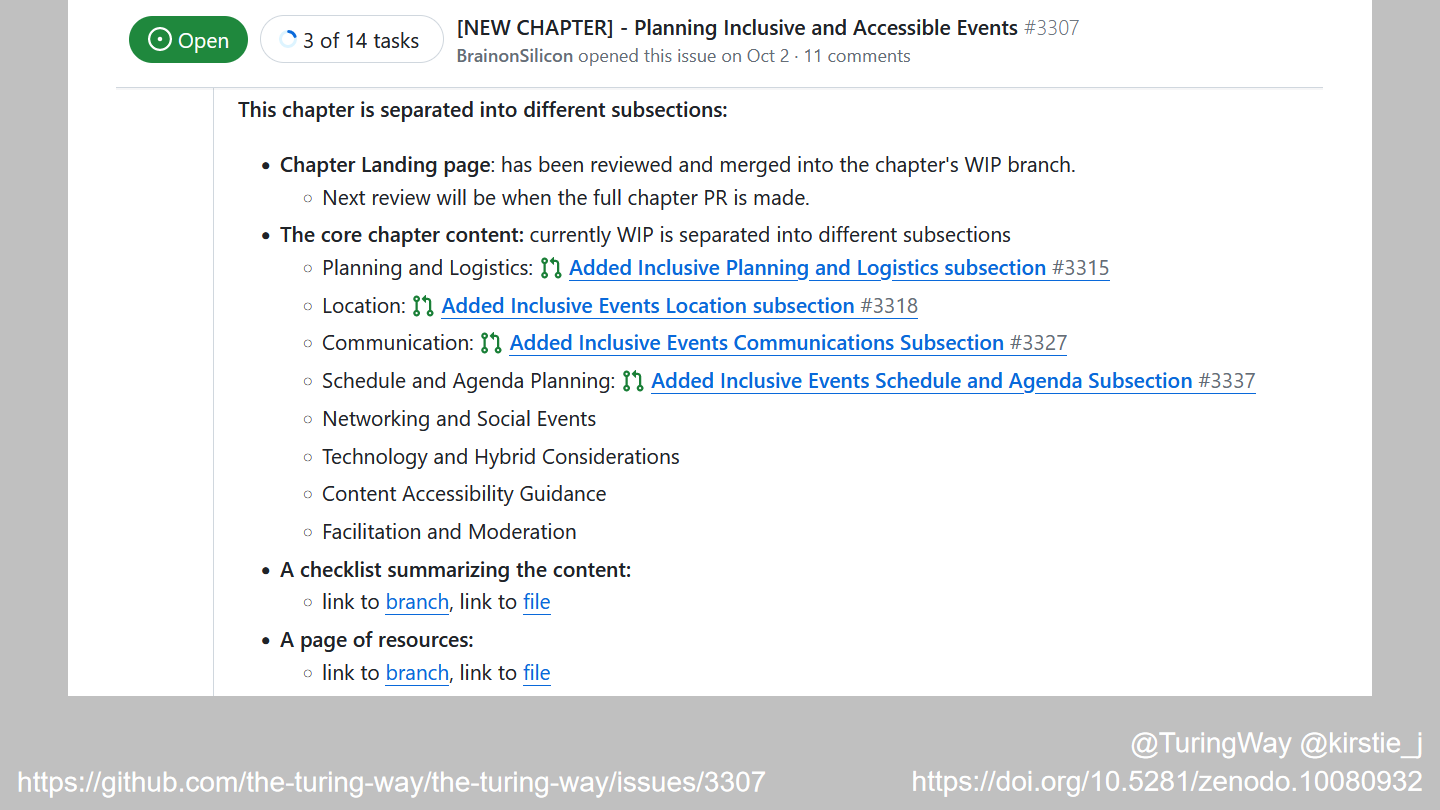 Open
3 of 14 tasks
[NEW CHAPTER] - Planning Inclusive and Accessible Events #3307
BrainonSilicon opened this issue on Oct 2 · 11 comments
This chapter is separated into different subsections:
• Chapter Landing page: has been reviewed and merged into the chapter's WIP branch.
○ Next review will be when the full chapter PR is made.
• The core chapter content: currently WIP is separated into different subsections
○ Planning and Logistics: Added Inclusive Planning and Logistics subsection #3315
○ Location: Added Inclusive Events Location subsection #3318
○ Communication: Added Inclusive Events Communications Subsection #3327
○ Schedule and Agenda Planning: Added Inclusive Events Schedule and Agenda Subsection #3337
○ Networking and Social Events
○ Technology and Hybrid Considerations
○ Content Accessibility Guidance
○ Facilitation and Moderation
• A checklist summarizing the content:
○ link to branch, link to file
• A page of resources:
○ link to branch, link to file
@TuringWay @kirstie_j
https://github.com/the-turing-way/the-turing-way/issues/3307
https://doi.org/10.5281/zenodo.10080932